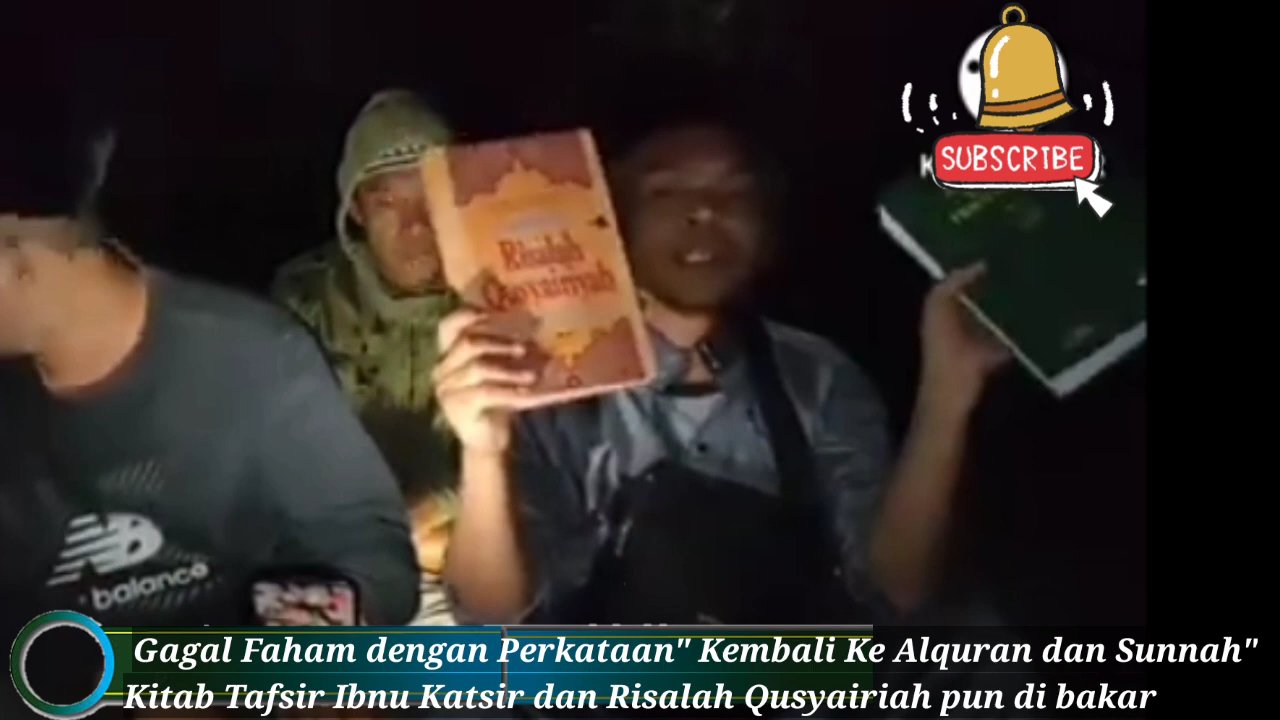 SUBSCRIBE
Risalah
Qusyairiyah
balance
Gagal Faham dengan Perkataan" Kembali Ke Alquran dan Sunnah"
Kitab Tafsir Ibnu Katsir dan Risalah Qusyairiah pun di bakar